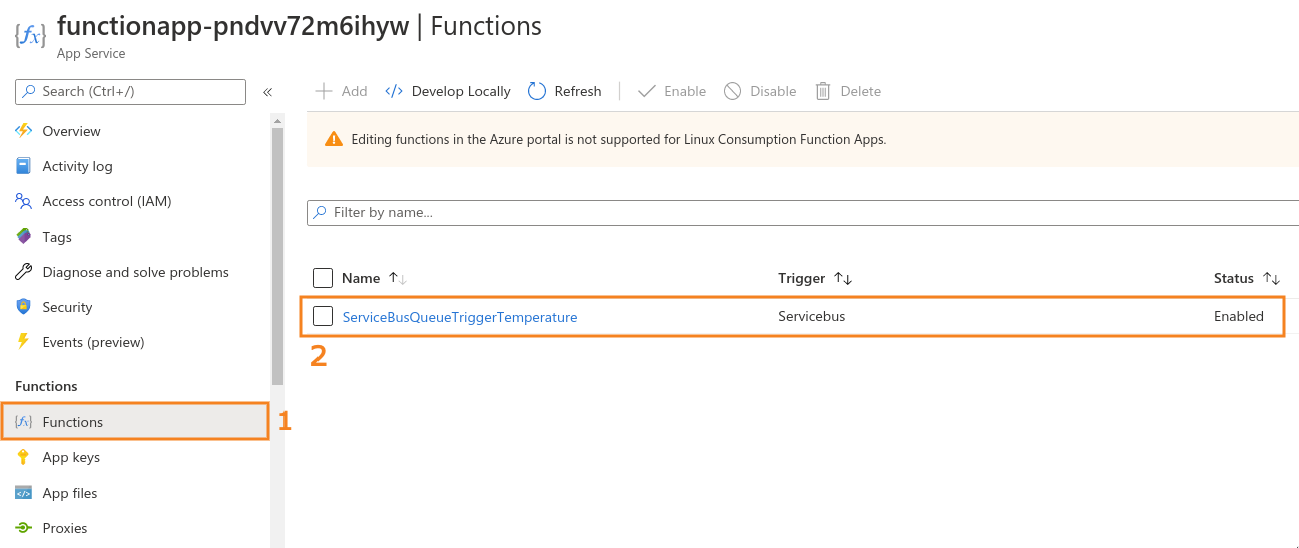 functionapp-pndvv72m6ihyw | Functions
App Service
Search (Ctrl+/)
«
Add
Develop Locally
Refresh
Enable
Disable
Delete
Overview
Activity log
Access control (IAM)
Tags
Diagnose and solve problems
Security
Events (preview)
Functions
Functions
1
App keys
App files
Proxies
Editing functions in the Azure portal is not supported for Linux Consumption Function Apps.
Filter by name...
Name Trigger Status
ServiceBusQueueTriggerTemperature Servicebus Enabled
2